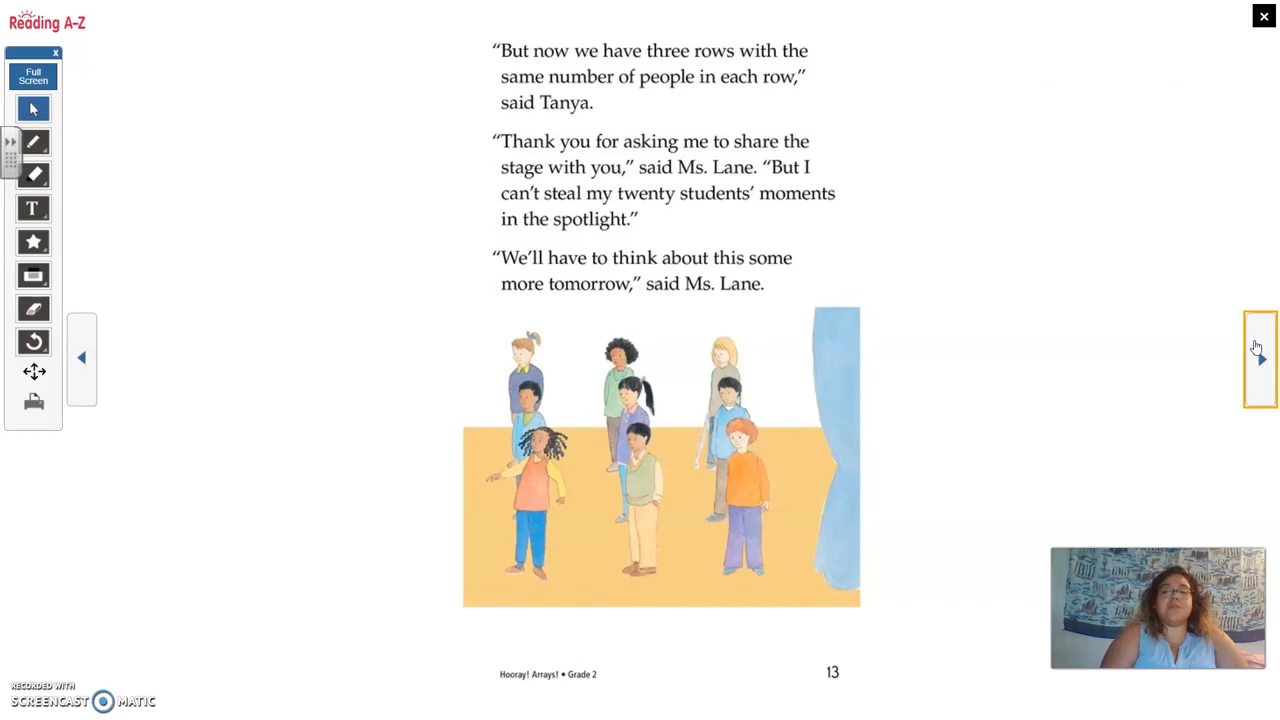 Reading A-Z
x
Full
Screen
T
“But now we have three rows with the
same number of people in each row,”
said Tanya.
“Thank you for asking me to share the
stage with you,” said Ms. Lane. “But I
can’t steal my twenty students’ moments
in the spotlight.”
“We’ll have to think about this some
more tomorrow,” said Ms. Lane.
Hooray! Arrays! • Grade 2
13
RECORDED WITH
SCREENCAST MATIC